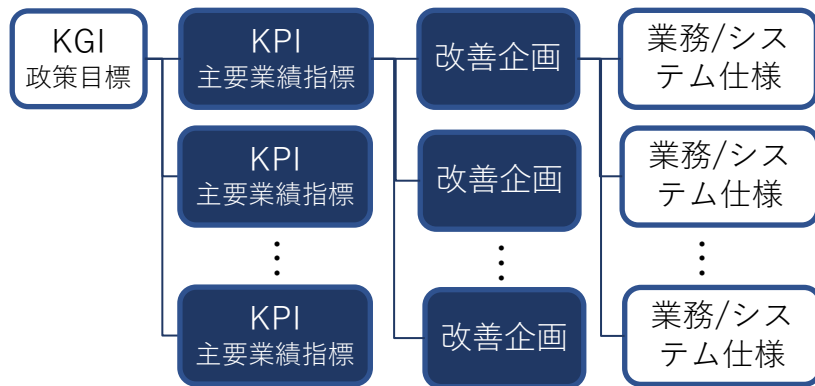 KGI
政策目標
KPI
主要業績指標
改善企画
業務/シス
テム仕様
KPI
主要業績指標
改善企画
業務/シス
テム仕様
⋮
⋮
⋮
KPI
主要業績指標
改善企画
業務/シス
テム仕様